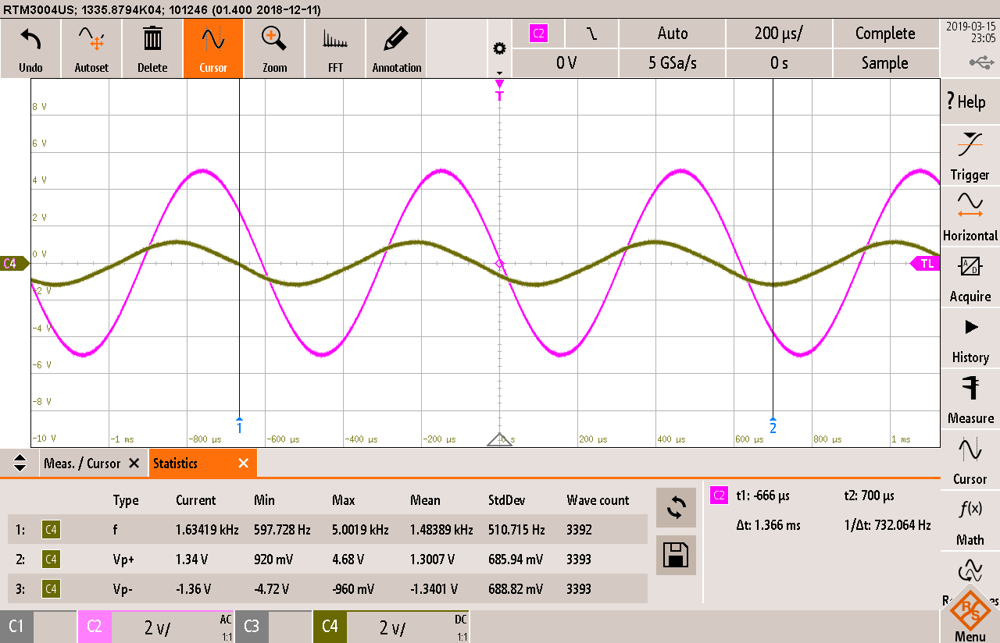 RTM3004US; 1335.8794K04; 101246 (01.400 2018-12-11)
Undo Autoset Delete Cursor Zoom FFT Annotation
C2 Auto 200 µs/ Complete
0 V 5 GSa/s 0 s Sample
2019-03-15
23:05
T
8 V
6 V
4 V
2 V
0 V
-2 V
-4 V
-6 V
-8 V
-10 V
C4
TL
1 2
-1 ms -800 µs -600 µs -400 µs -200 µs 0 s 200 µs 400 µs 600 µs 800 µs 1 ms
? Help
Trigger
Horizontal
A D
Acquire
History
Measure
Cursor
f(x)
Math
R/S
Menu
Meas. / Cursor Statistics
Type Current Min Max Mean StdDev Wave count
1: C4 f 1.63419 kHz 597.728 Hz 5.0019 kHz 1.48389 kHz 510.715 Hz 3392
2: C4 Vp+ 1.34 V 920 mV 4.68 V 1.3007 V 685.94 mV 3393
3: C4 Vp- -1.36 V -4.72 V -960 mV -1.3401 V 688.82 mV 3393
C2 t1: -666 µs t2: 700 µs
Δt: 1.366 ms 1/Δt: 732.064 Hz
C1 C2 2 v/ AC 1:1 C3 C4 2 v/ DC 1:1